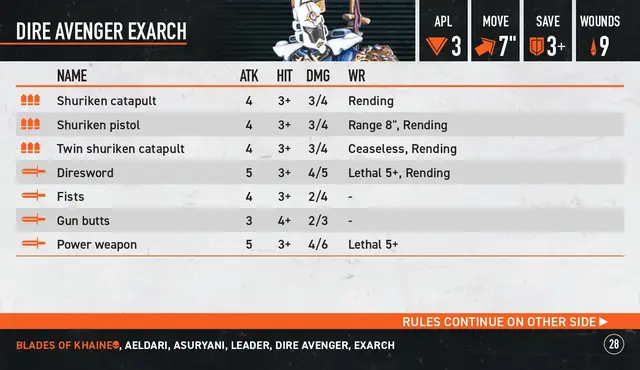 DIRE AVENGER EXARCH
APL MOVE SAVE WOUNDS
3 7" 3+ 9
NAME ATK HIT DMG WR
Shuriken catapult 4 3+ 3/4 Rending
Shuriken pistol 4 3+ 3/4 Range 8", Rending
Twin shuriken catapult 4 3+ 3/4 Ceaseless, Rending
Diresword 5 3+ 4/5 Lethal 5+, Rending
Fists 4 3+ 2/4 -
Gun butts 3 4+ 2/3 -
Power weapon 5 3+ 4/6 Lethal 5+
RULES CONTINUE ON OTHER SIDE ▶
BLADES OF KHAINE💀, AELDARI, ASURYANI, LEADER, DIRE AVENGER, EXARCH 28